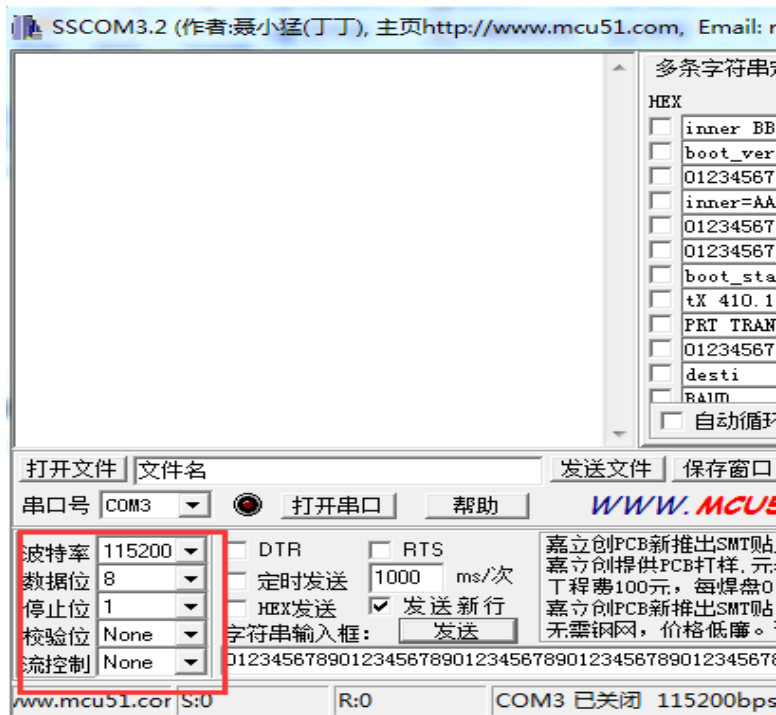 SSCOM3.2 (作者:聂小猛(丁丁), 主页http://www.mcu51.com, Email:
多条字符串
HEX
inner BB
boot_ver
01234567
inner=AA
01234567
01234567
boot_sta
tX 410.1
PRT TRAN
01234567
desti
BAUD
自动循环
打开文件 文件名 发送文件 保存窗口
串口号 COM3 打开串口 帮助 WWW.MCU5
波特率 115200 DTR RTS
数据位 8 定时发送 1000 ms/次
停止位 1 HEX发送 发送新行
校验位 None 字符串输入框： 发送
流控制 None 0123456789012345678901234567890123456789012345678
嘉立创PCB新推出SMT贴
嘉立创提供PCB打样.元
工程费100元，每焊盘0
嘉立创PCB新推出SMT贴
无需钢网，价格低廉。
www.mcu51.cor S:0 R:0 COM3 已关闭 115200bps